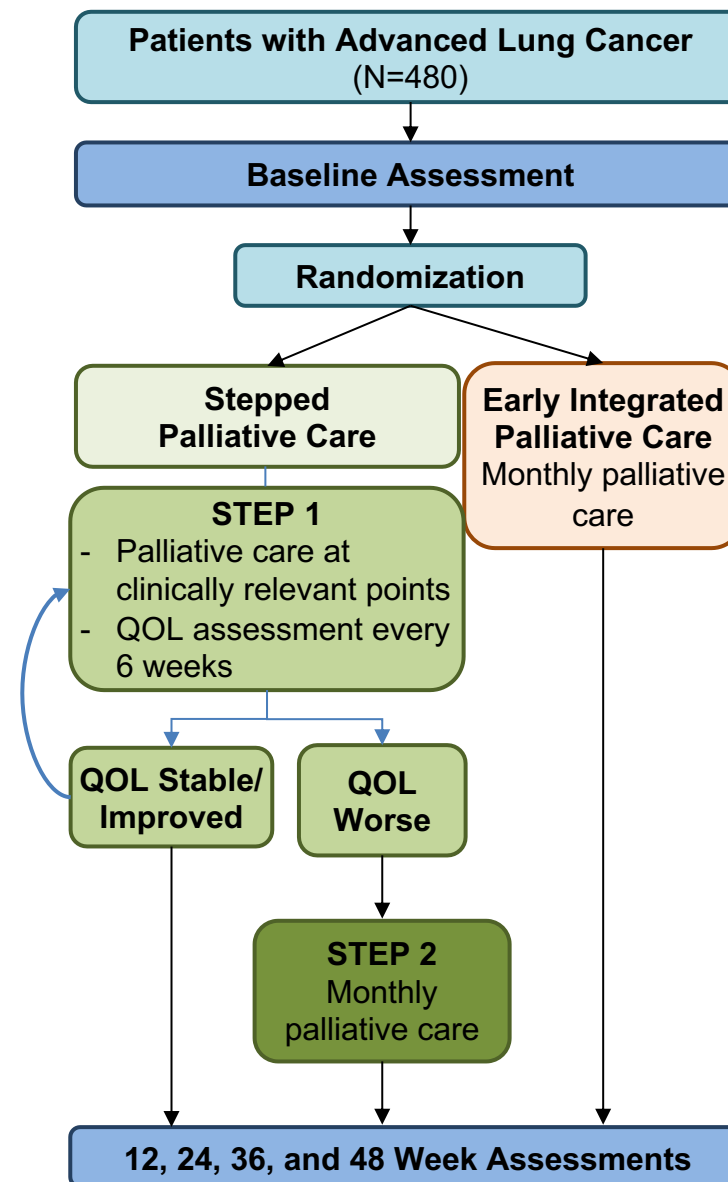 Patients with Advanced Lung Cancer
(N=480)
Baseline Assessment
Randomization
Stepped
Palliative Care
Early Integrated
Palliative Care
Monthly palliative
care
STEP 1
- Palliative care at
clinically relevant points
- QOL assessment every
6 weeks
QOL Stable/
Improved
QOL
Worse
STEP 2
Monthly
palliative care
12, 24, 36, and 48 Week Assessments